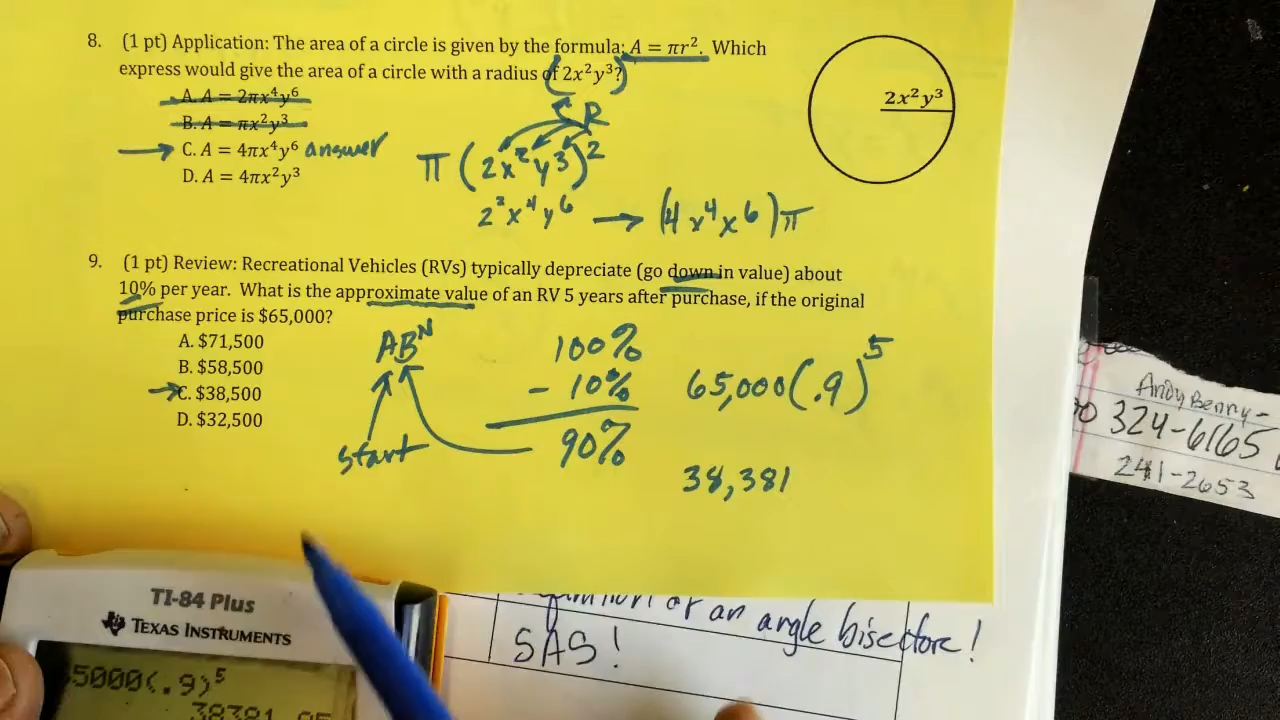 8. (1 pt) Application: The area of a circle is given by the formula: A = πr². Which
express would give the area of a circle with a radius of (2x²y³?)
A. A = 2πx⁴y⁶
B. A = πx²y³
C. A = 4πx⁴y⁶ answer
D. A = 4πx²y³
2x²y³
π(2x²y³)²
2²x⁴y⁶ → (4x⁴x⁶)π
9. (1 pt) Review: Recreational Vehicles (RVs) typically depreciate (go down in value) about
10% per year. What is the approximate value of an RV 5 years after purchase, if the original
purchase price is $65,000?
A. $71,500
B. $58,500
C. $38,500
D. $32,500
ABᴺ
start
100%
- 10%
90%
65,000(.9)⁵
38,381
Andy Benny-
324-6165
241-2653
TI-84 Plus
TEXAS INSTRUMENTS
5000(.9)⁵
38381.05
of an angle bisectore!
SAS!